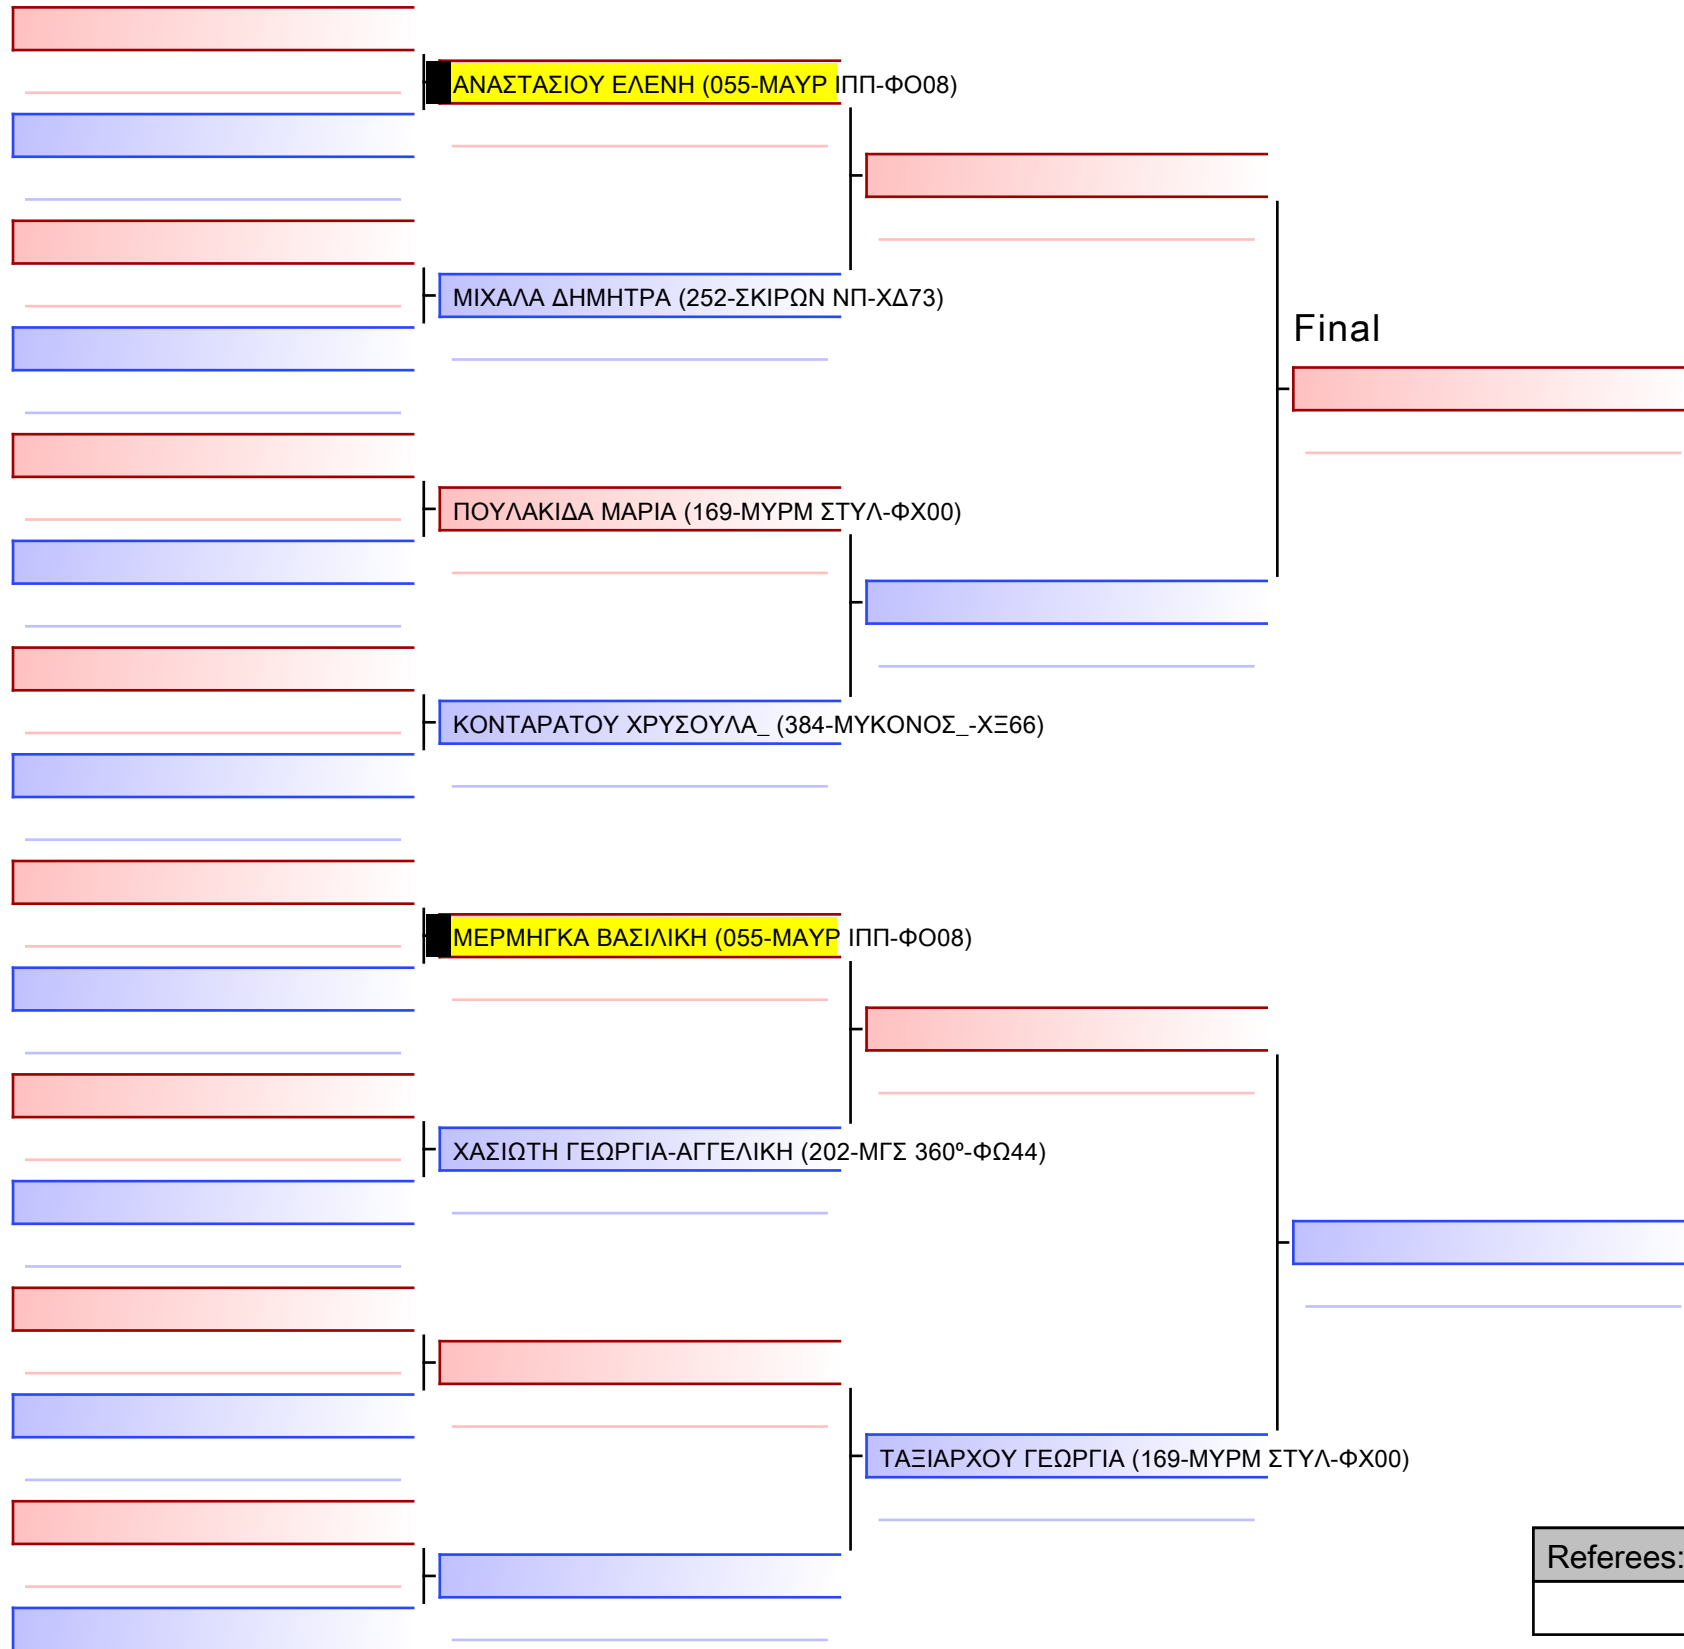 ΑΝΑΣΤΑΣΙΟΥ ΕΛΕΝΗ (055-ΜΑΥΡ ΙΠΠ-ΦΟ08)
ΜΙΧΑΛΑ ΔΗΜΗΤΡΑ (252-ΣΚΙΡΩΝ ΝΠ-ΧΔ73)
Final
ΠΟΥΛΑΚΙΔΑ ΜΑΡΙΑ (169-ΜΥΡΜ ΣΤΥΛ-ΦΧ00)
ΚΟΝΤΑΡΑΤΟΥ ΧΡΥΣΟΥΛΑ_ (384-ΜΥΚΟΝΟΣ_-ΧΞ66)
ΜΕΡΜΗΓΚΑ ΒΑΣΙΛΙΚΗ (055-ΜΑΥΡ ΙΠΠ-ΦΟ08)
ΧΑΣΙΩΤΗ ΓΕΩΡΓΙΑ-ΑΓΓΕΛΙΚΗ (202-ΜΓΣ 360º-ΦΩ44)
ΤΑΞΙΑΡΧΟΥ ΓΕΩΡΓΙΑ (169-ΜΥΡΜ ΣΤΥΛ-ΦΧ00)
Referees: